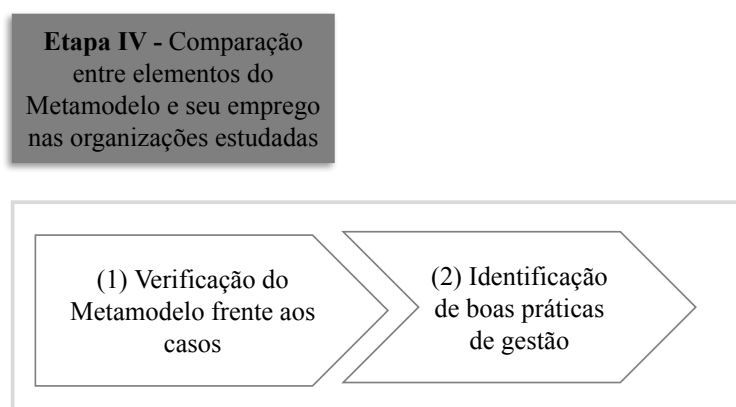 Etapa IV - Comparação
entre elementos do
Metamodelo e seu emprego
nas organizações estudadas
(1) Verificação do
Metamodelo frente aos
casos
(2) Identificação
de boas práticas
de gestão